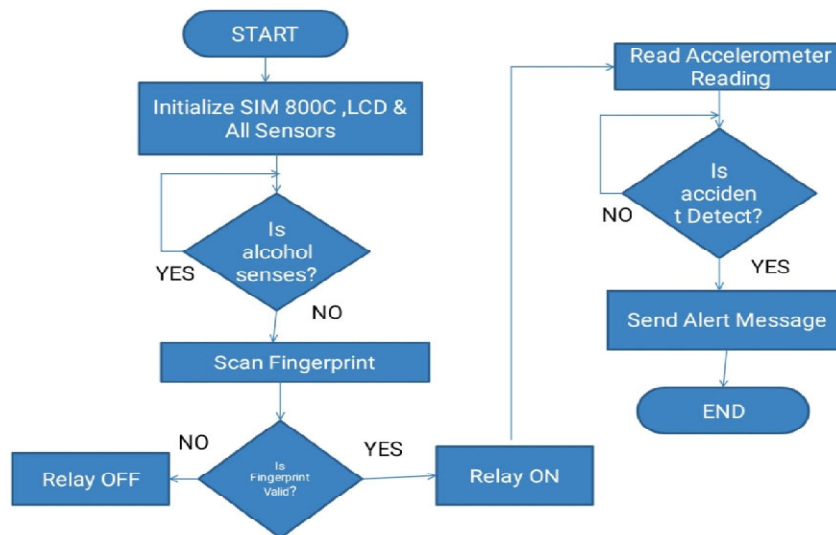 START
Initialize SIM 800C ,LCD &
All Sensors
Is
alcohol
senses?
YES
NO
Scan Fingerprint
Is
Fingerprint
Valid?
NO
YES
Relay OFF
Relay ON
Read Accelerometer
Reading
Is
acciden
t Detect?
NO
YES
Send Alert Message
END